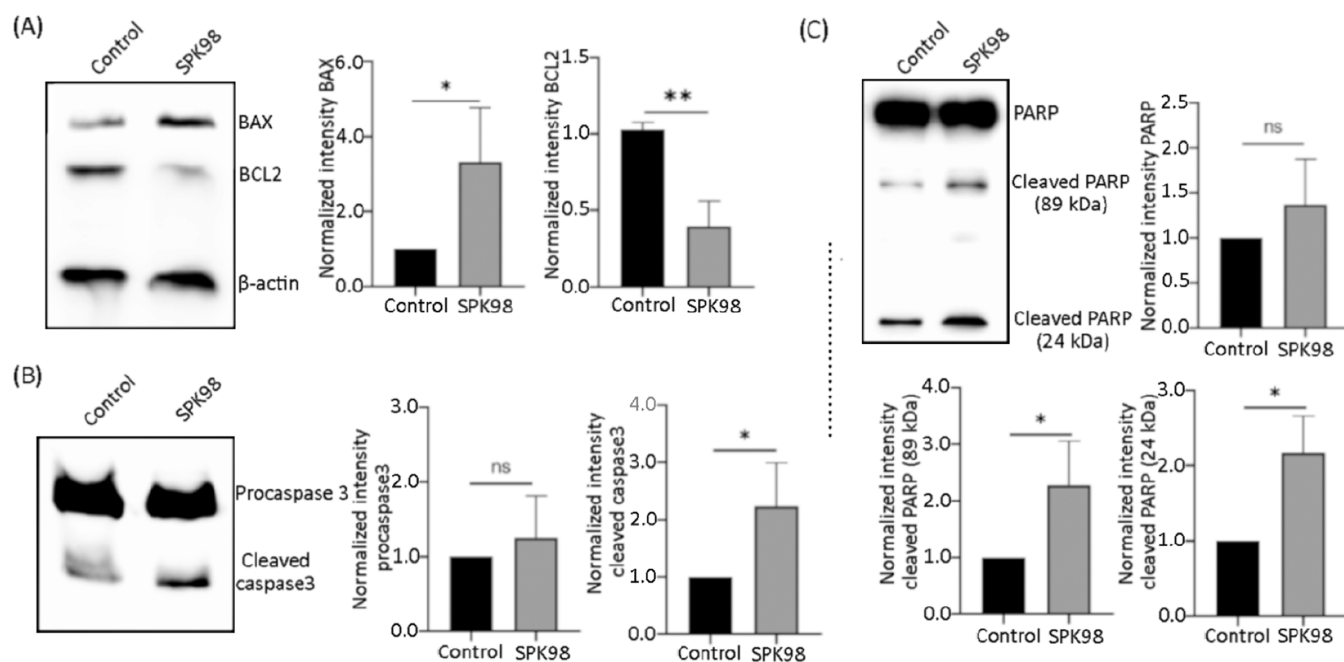 (A)
Control SPK98
BAX
BCL2
β-actin
Normalized intensity BAX
6.0
4.0
2.0
0.0
*
Control SPK98
Normalized intensity BCL2
1.5
1.0
0.5
0.0
**
Control SPK98
(B)
Control SPK98
Procaspase 3
Cleaved
caspase3
Normalized intensity
procaspase3
3.0
2.0
1.0
0.0
ns
Control SPK98
Normalized intensity
cleaved caspase3
4.0
3.0
2.0
1.0
0.0
*
Control SPK98
(C)
Control SPK98
PARP
Cleaved PARP
(89 kDa)
Cleaved PARP
(24 kDa)
Normalized intensity PARP
2.5
2.0
1.5
1.0
0.5
0.0
ns
Control SPK98
Normalized intensity
cleaved PARP (89 kDa)
4.0
3.0
2.0
1.0
0.0
*
Control SPK98
Normalized intensity
cleaved PARP (24 kDa)
3.0
2.0
1.0
0.0
*
Control SPK98